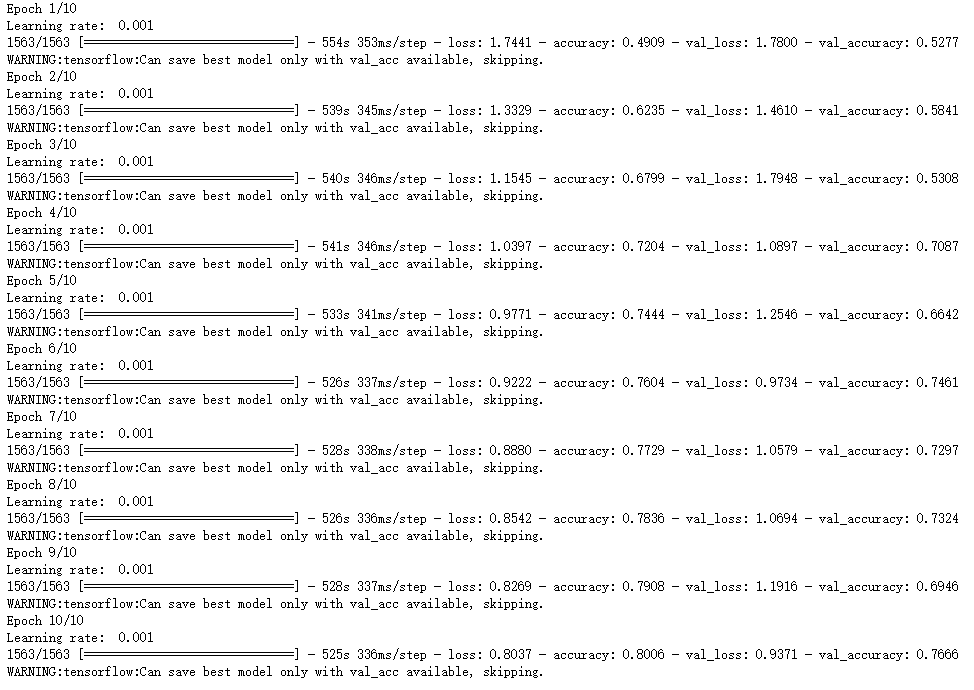 Epoch 1/10
Learning rate:  0.001
1563/1563 [==============================] - 554s 353ms/step - loss: 1.7441 - accuracy: 0.4909 - val_loss: 1.7800 - val_accuracy: 0.5277
WARNING:tensorflow:Can save best model only with val_acc available, skipping.
Epoch 2/10
Learning rate:  0.001
1563/1563 [==============================] - 539s 345ms/step - loss: 1.3329 - accuracy: 0.6235 - val_loss: 1.4610 - val_accuracy: 0.5841
WARNING:tensorflow:Can save best model only with val_acc available, skipping.
Epoch 3/10
Learning rate:  0.001
1563/1563 [==============================] - 540s 346ms/step - loss: 1.1545 - accuracy: 0.6799 - val_loss: 1.7948 - val_accuracy: 0.5308
WARNING:tensorflow:Can save best model only with val_acc available, skipping.
Epoch 4/10
Learning rate:  0.001
1563/1563 [==============================] - 541s 346ms/step - loss: 1.0397 - accuracy: 0.7204 - val_loss: 1.0897 - val_accuracy: 0.7087
WARNING:tensorflow:Can save best model only with val_acc available, skipping.
Epoch 5/10
Learning rate:  0.001
1563/1563 [==============================] - 533s 341ms/step - loss: 0.9771 - accuracy: 0.7444 - val_loss: 1.2546 - val_accuracy: 0.6642
WARNING:tensorflow:Can save best model only with val_acc available, skipping.
Epoch 6/10
Learning rate:  0.001
1563/1563 [==============================] - 526s 337ms/step - loss: 0.9222 - accuracy: 0.7604 - val_loss: 0.9734 - val_accuracy: 0.7461
WARNING:tensorflow:Can save best model only with val_acc available, skipping.
Epoch 7/10
Learning rate:  0.001
1563/1563 [==============================] - 528s 338ms/step - loss: 0.8880 - accuracy: 0.7729 - val_loss: 1.0579 - val_accuracy: 0.7297
WARNING:tensorflow:Can save best model only with val_acc available, skipping.
Epoch 8/10
Learning rate:  0.001
1563/1563 [==============================] - 526s 336ms/step - loss: 0.8542 - accuracy: 0.7836 - val_loss: 1.0694 - val_accuracy: 0.7324
WARNING:tensorflow:Can save best model only with val_acc available, skipping.
Epoch 9/10
Learning rate:  0.001
1563/1563 [==============================] - 528s 337ms/step - loss: 0.8269 - accuracy: 0.7908 - val_loss: 1.1916 - val_accuracy: 0.6946
WARNING:tensorflow:Can save best model only with val_acc available, skipping.
Epoch 10/10
Learning rate:  0.001
1563/1563 [==============================] - 525s 336ms/step - loss: 0.8037 - accuracy: 0.8006 - val_loss: 0.9371 - val_accuracy: 0.7666
WARNING:tensorflow:Can save best model only with val_acc available, skipping.